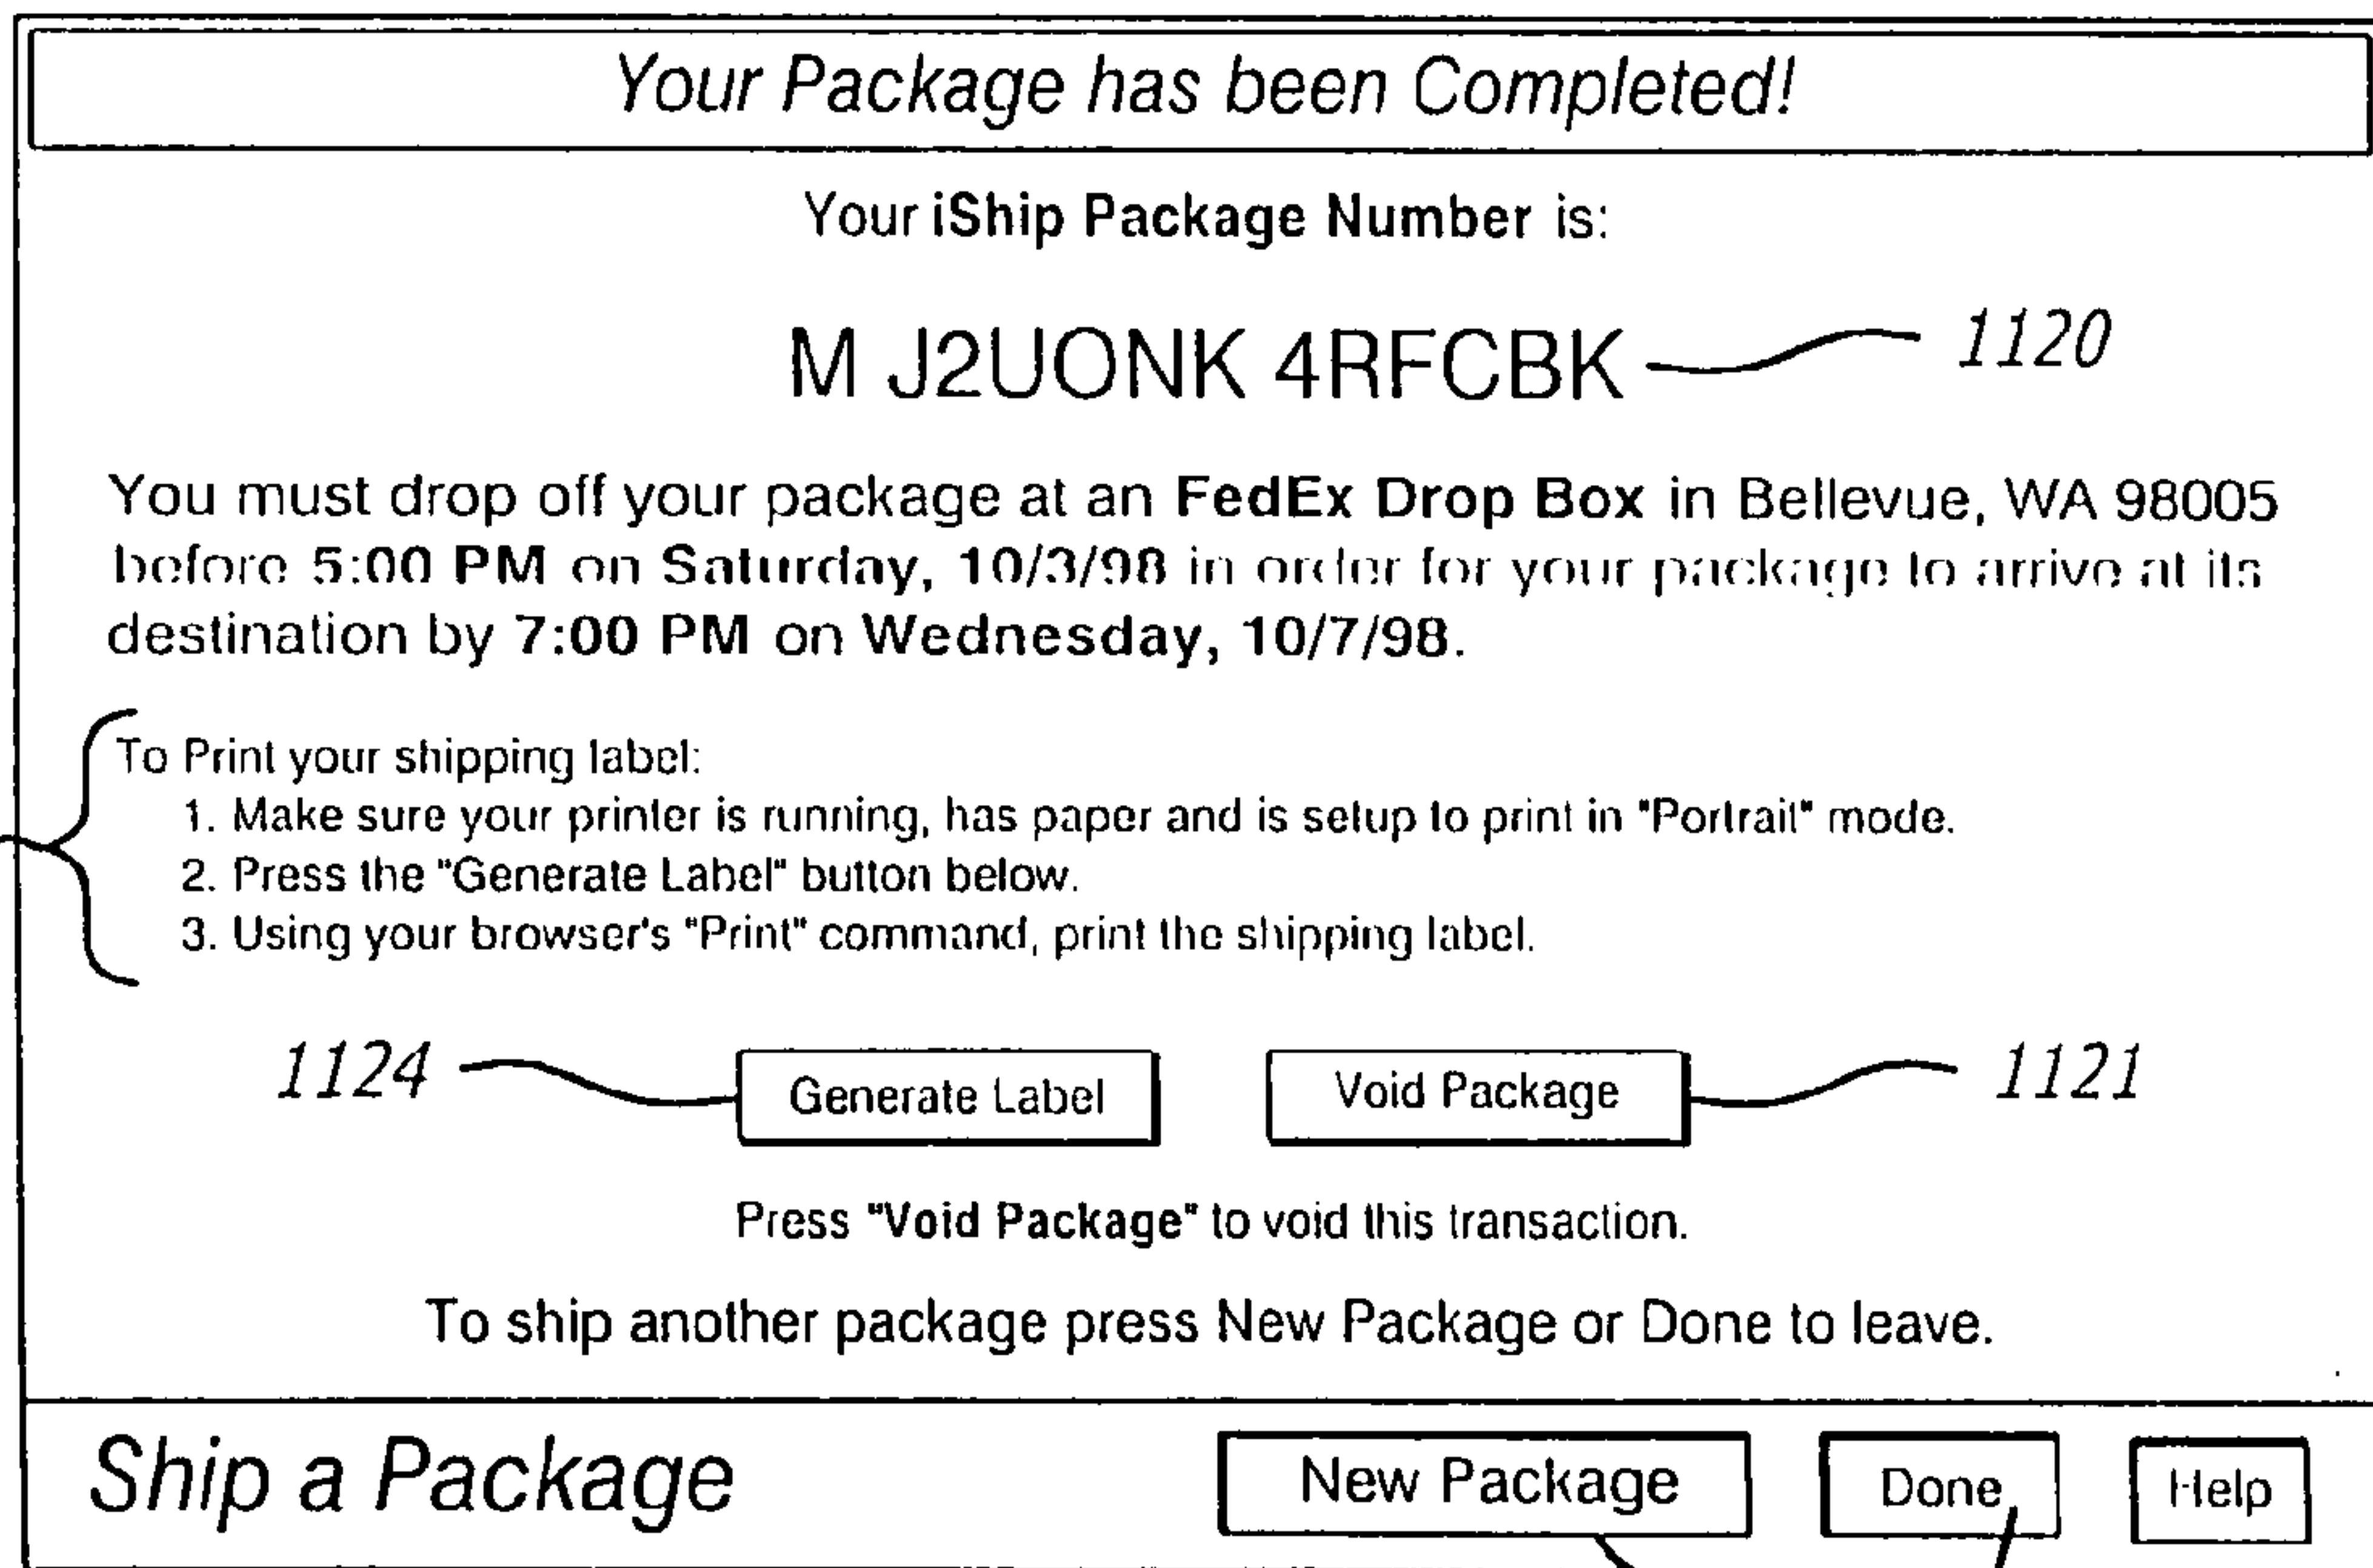 Your Package has been Completed!
Your iShip Package Number is:
M J2UONK 4RFCBK
1120
You must drop off your package at an FedEx Drop Box in Bellevue, WA 98005
before 5:00 PM on Saturday, 10/3/98 in order for your package to arrive at its
destination by 7:00 PM on Wednesday, 10/7/98.
To Print your shipping label:
1. Make sure your printer is running, has paper and is setup to print in "Portrait" mode.
2. Press the "Generate Label" button below.
3. Using your browser's "Print" command, print the shipping label.
1124
Generate Label
Void Package
1121
Press "Void Package" to void this transaction.
To ship another package press New Package or Done to leave.
Ship a Package
New Package
Done
Help